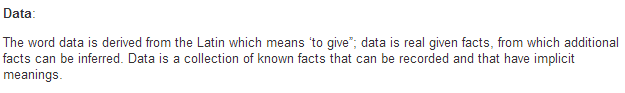 Data:
The word data is derived from the Latin which means 'to give"; data is real given facts, from which additional
facts can be inferred. Data is a collection of known facts that can be recorded and that have implicit
meanings.